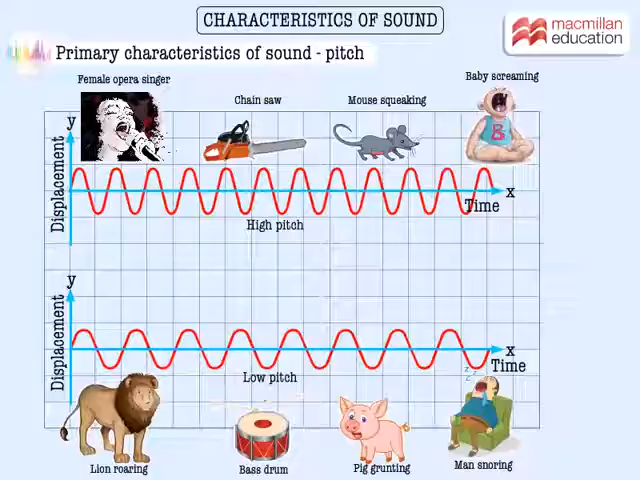 CHARACTERISTICS OF SOUND
macmillan
education
Primary characteristics of sound - pitch
Female opera singer
Chain saw
Mouse squeaking
Baby screaming
y
B
Displacement
x
Time
High pitch
y
Displacement
x
Time
Low pitch
z z z
Lion roaring
Bass drum
Pig grunting
Man snoring